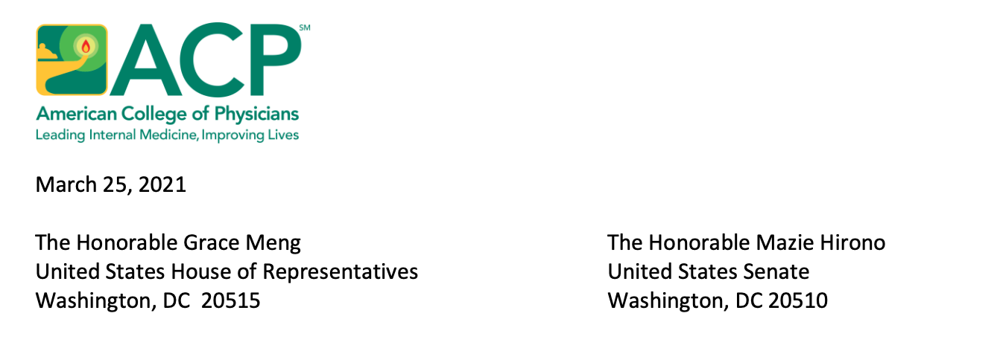 ACP℠
American College of Physicians
Leading Internal Medicine, Improving Lives
March 25, 2021
The Honorable Grace Meng
United States House of Representatives
Washington, DC  20515
The Honorable Mazie Hirono
United States Senate
Washington, DC 20510